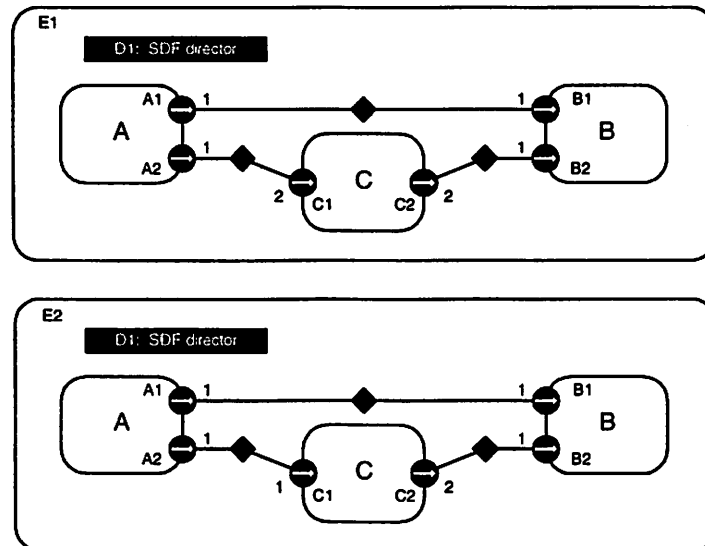 E1
D1: SDF director
A1 1 1 B1
A B
A2 1 1 B2
C
2 C1 C2 2
E2
D1: SDF director
A1 1 1 B1
A B
A2 1 1 B2
C
1 C1 C2 2